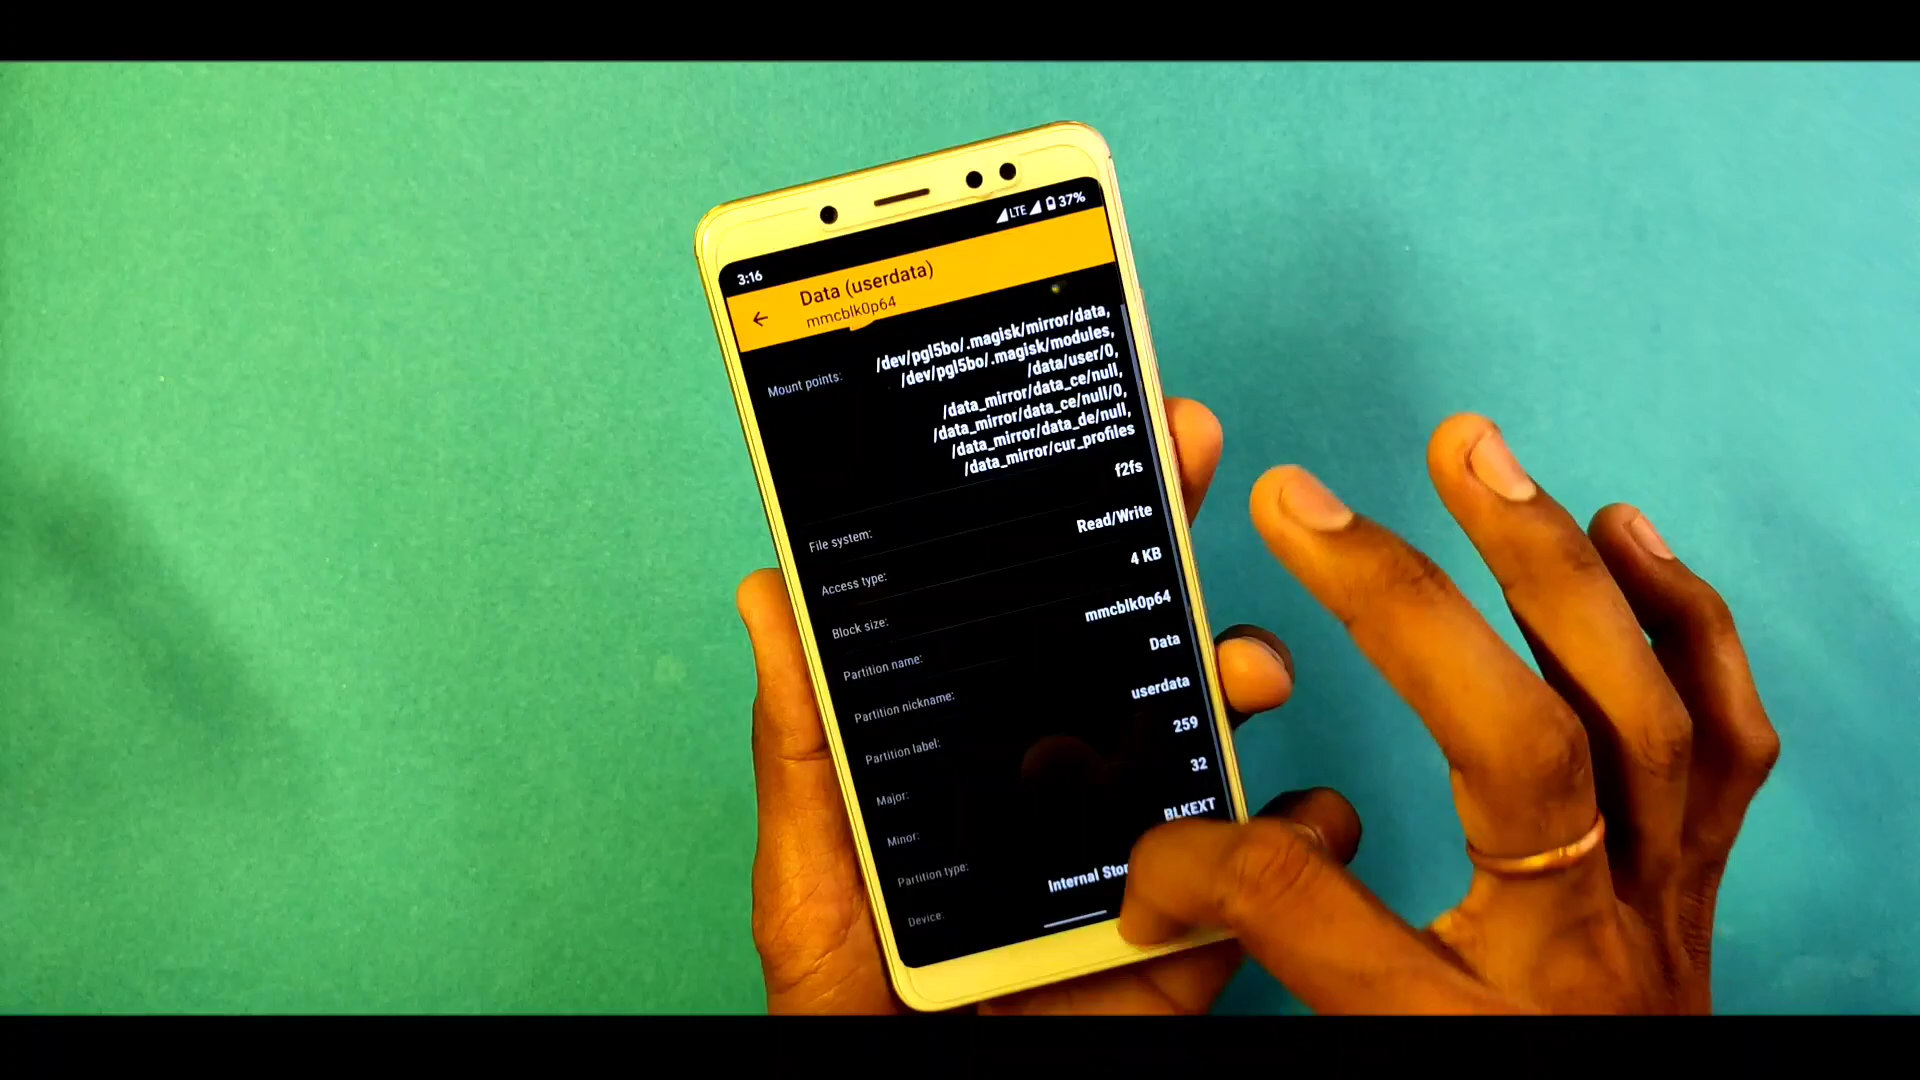 3:16
LTE 37%
Data (userdata)
mmcblk0p64
Mount points:
/dev/pgl5bo/.magisk/mirror/data,
/dev/pgl5bo/.magisk/modules,
/data/user/0,
/data_mirror/data_ce/null,
/data_mirror/data_ce/null/0,
/data_mirror/data_de/null,
/data_mirror/cur_profiles
File system: f2fs
Access type: Read/Write
Block size: 4 KB
Partition name: mmcblk0p64
Partition nickname: Data
Partition label: userdata
Major: 259
Minor: 32
Partition type: BLKEXT
Device: Internal